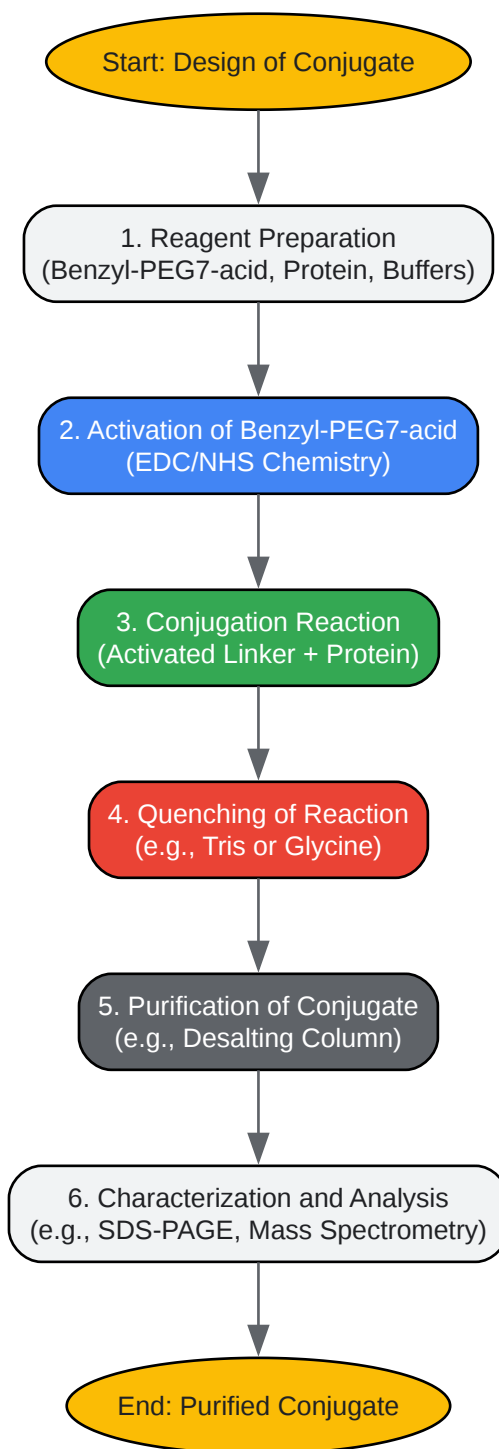 Start: Design of Conjugate
1. Reagent Preparation
(Benzyl-PEG7-acid, Protein, Buffers)
2. Activation of Benzyl-PEG7-acid
(EDC/NHS Chemistry)
3. Conjugation Reaction
(Activated Linker + Protein)
4. Quenching of Reaction
(e.g., Tris or Glycine)
5. Purification of Conjugate
(e.g., Desalting Column)
6. Characterization and Analysis
(e.g., SDS-PAGE, Mass Spectrometry)
End: Purified Conjugate